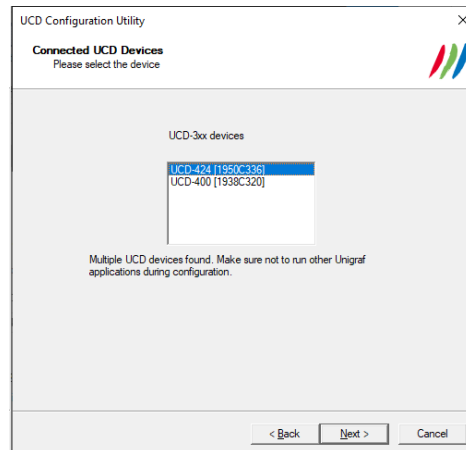 UCD Configuration Utility
Connected UCD Devices
Please select the device
UCD-3xx devices
UCD-424 [1950C336]
UCD-400 [1938C320]
Multiple UCD devices found. Make sure not to run other Unigraf
applications during configuration.
< Back
Next >
Cancel